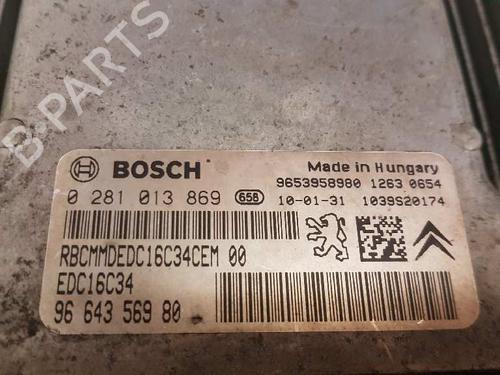 B-PARTS
BOSCH
Made in Hungary
9653958980 1263 0654
0 281 013 869 658
10-01-31 1039S20174
RBCMMDEDC16C34CEM 00
EDC16C34
96 643 569 80